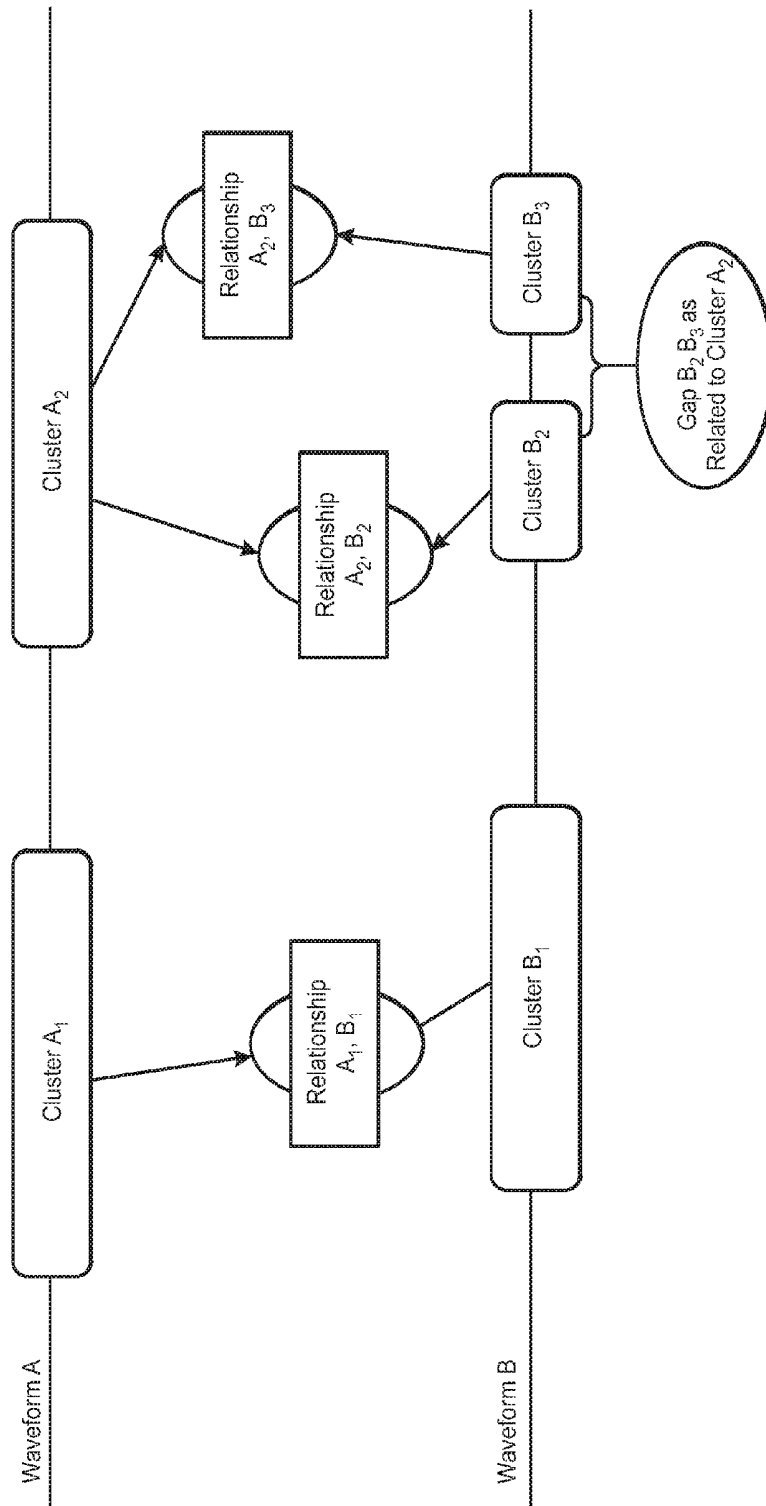 Waveform A
Cluster A₁
Cluster A₂
Relationship
A₁, B₁
Relationship
A₂, B₂
Relationship
A₂, B₃
Waveform B
Cluster B₁
Cluster B₂
Cluster B₃
Gap B₂ B₃ as
Related to Cluster A₂